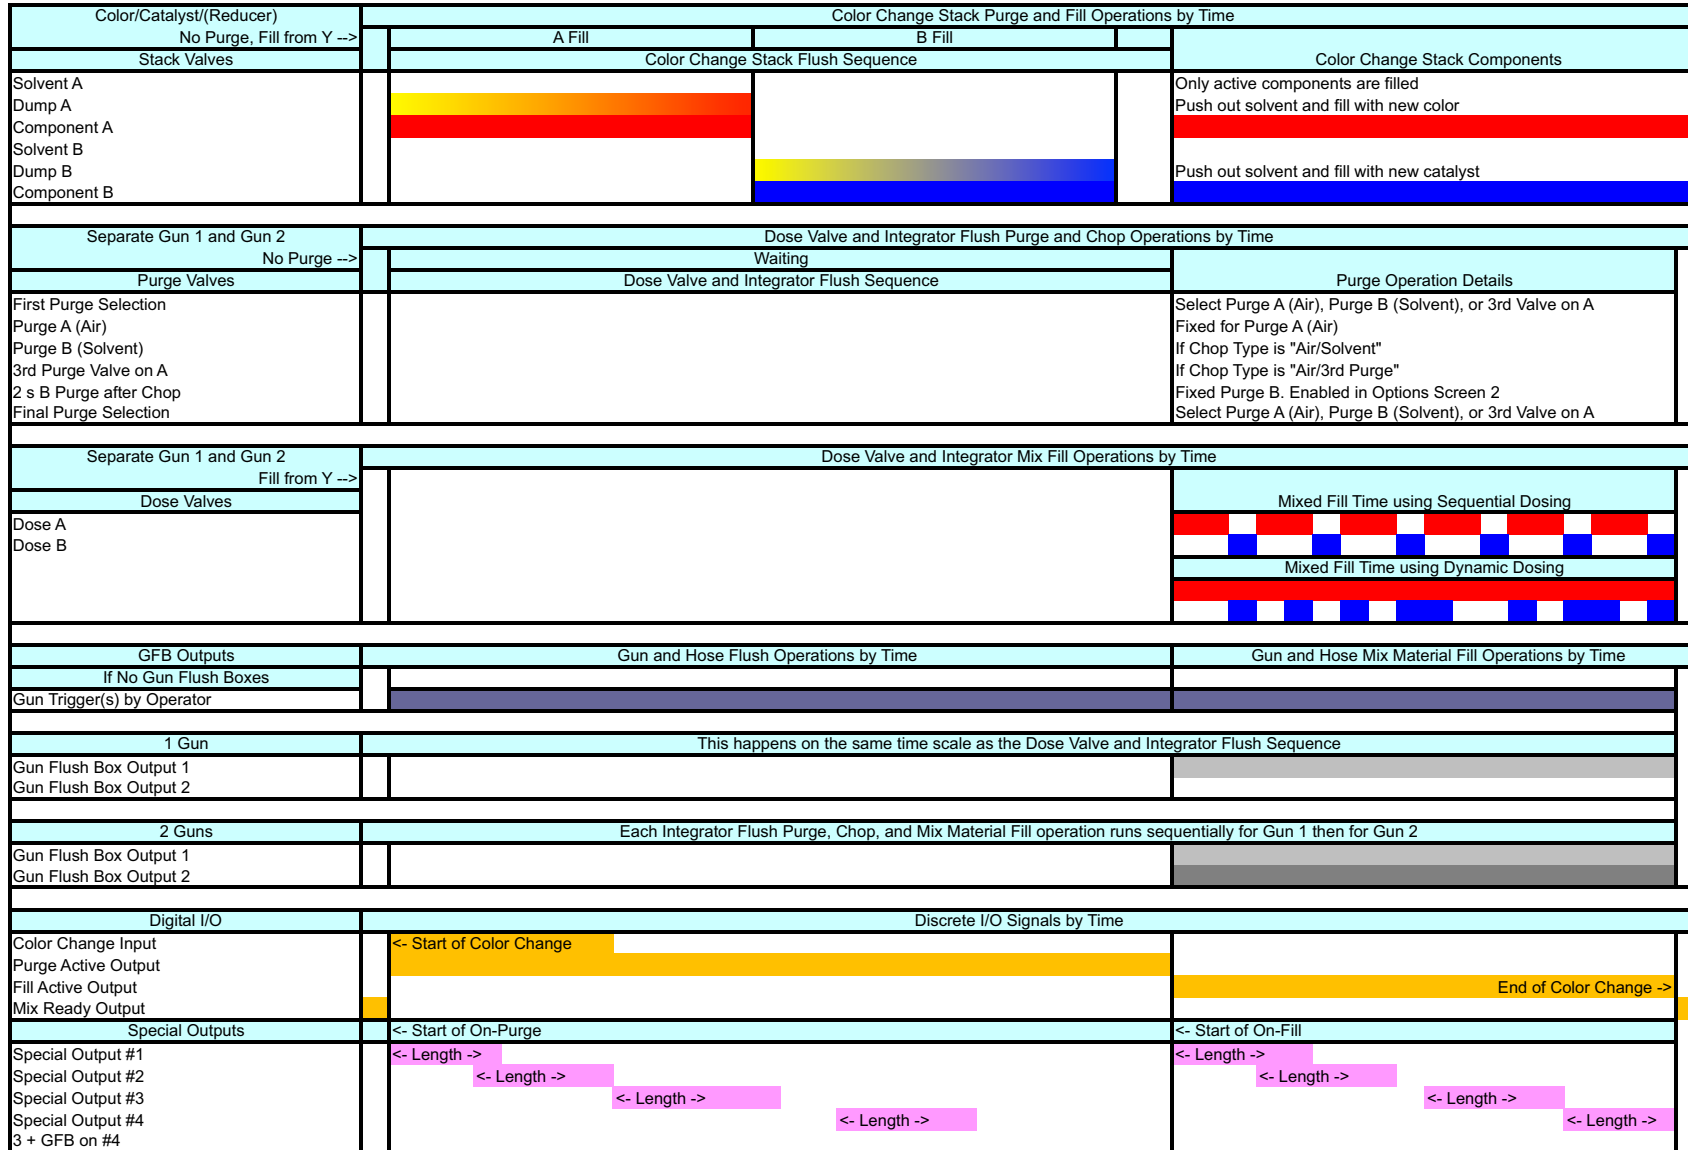 Color/Catalyst/(Reducer)
Color Change Stack Purge and Fill Operations by Time
No Purge, Fill from Y -->
A Fill
B Fill
Stack Valves
Color Change Stack Flush Sequence
Color Change Stack Components
Solvent A
Only active components are filled
Dump A
Push out solvent and fill with new color
Component A
Solvent B
Dump B
Push out solvent and fill with new catalyst
Component B
Separate Gun 1 and Gun 2
Dose Valve and Integrator Flush Purge and Chop Operations by Time
No Purge -->
Waiting
Purge Valves
Dose Valve and Integrator Flush Sequence
Purge Operation Details
First Purge Selection
Select Purge A (Air), Purge B (Solvent), or 3rd Valve on A
Purge A (Air)
Fixed for Purge A (Air)
Purge B (Solvent)
If Chop Type is "Air/Solvent"
3rd Purge Valve on A
If Chop Type is "Air/3rd Purge"
2 s B Purge after Chop
Fixed Purge B. Enabled in Options Screen 2
Final Purge Selection
Select Purge A (Air), Purge B (Solvent), or 3rd Valve on A
Separate Gun 1 and Gun 2
Dose Valve and Integrator Mix Fill Operations by Time
Fill from Y -->
Dose Valves
Mixed Fill Time using Sequential Dosing
Dose A
Dose B
Mixed Fill Time using Dynamic Dosing
GFB Outputs
Gun and Hose Flush Operations by Time
Gun and Hose Mix Material Fill Operations by Time
If No Gun Flush Boxes
Gun Trigger(s) by Operator
1 Gun
This happens on the same time scale as the Dose Valve and Integrator Flush Sequence
Gun Flush Box Output 1
Gun Flush Box Output 2
2 Guns
Each Integrator Flush Purge, Chop, and Mix Material Fill operation runs sequentially for Gun 1 then for Gun 2
Gun Flush Box Output 1
Gun Flush Box Output 2
Digital I/O
Discrete I/O Signals by Time
Color Change Input
<- Start of Color Change
Purge Active Output
Fill Active Output
End of Color Change ->
Mix Ready Output
Special Outputs
<- Start of On-Purge
<- Start of On-Fill
Special Output #1
<- Length ->
<- Length ->
Special Output #2
<- Length ->
<- Length ->
Special Output #3
<- Length ->
<- Length ->
Special Output #4
<- Length ->
<- Length ->
3 + GFB on #4